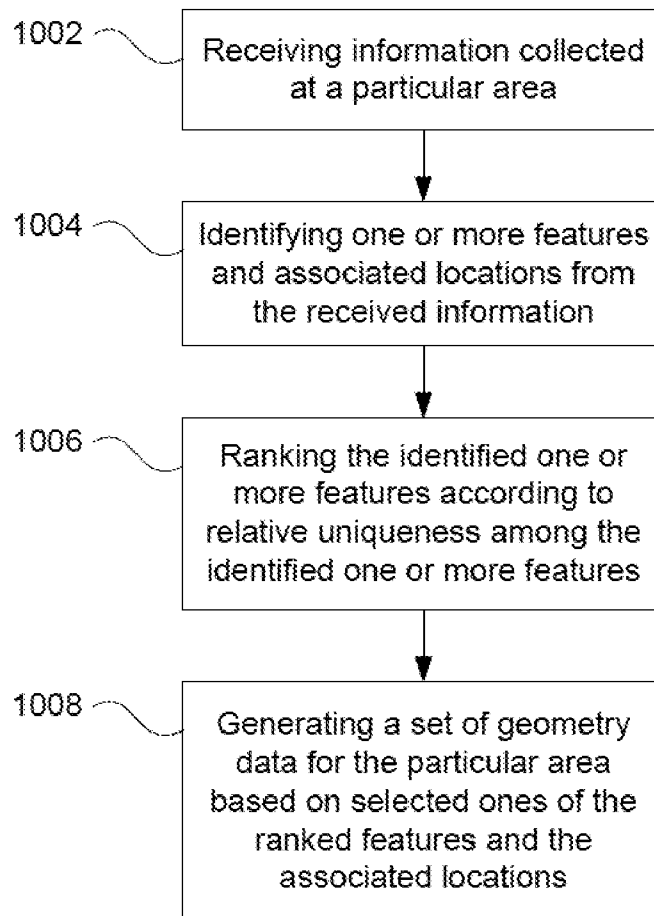 1002
Receiving information collected
at a particular area
1004
Identifying one or more features
and associated locations from
the received information
1006
Ranking the identified one or
more features according to
relative uniqueness among the
identified one or more features
1008
Generating a set of geometry
data for the particular area
based on selected ones of the
ranked features and the
associated locations